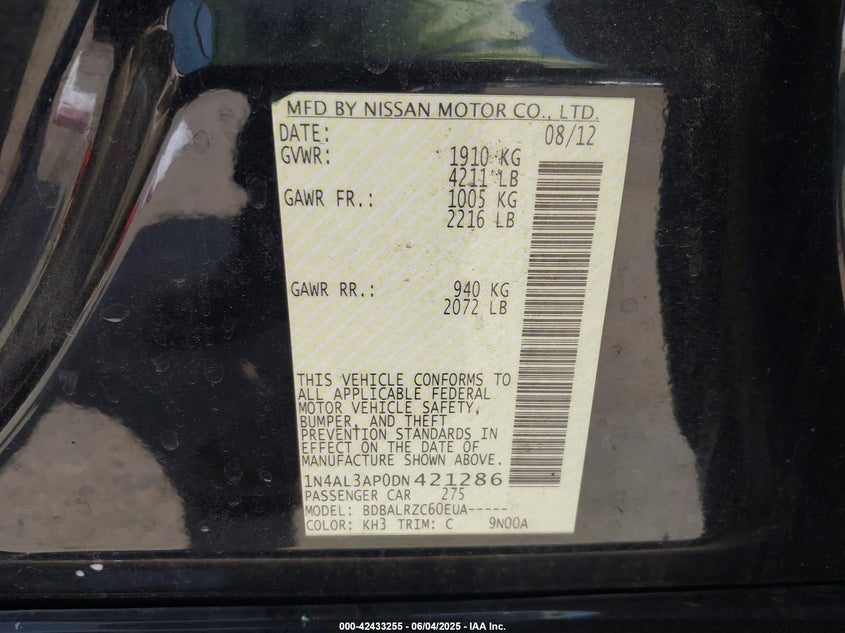 MFD BY NISSAN MOTOR CO., LTD.
DATE: 08/12
GVWR: 1910 KG
4211 LB
GAWR FR.: 1005 KG
2216 LB
GAWR RR.: 940 KG
2072 LB
THIS VEHICLE CONFORMS TO
ALL APPLICABLE FEDERAL
MOTOR VEHICLE SAFETY,
BUMPER, AND THEFT
PREVENTION STANDARDS IN
EFFECT ON THE DATE OF
MANUFACTURE SHOWN ABOVE.
1N4AL3AP0DN421286
PASSENGER CAR 275
MODEL: BDBALRZC60EUA-----
COLOR: KH3 TRIM: C 9N00A
000-42433255 - 06/04/2025 - IAA Inc.